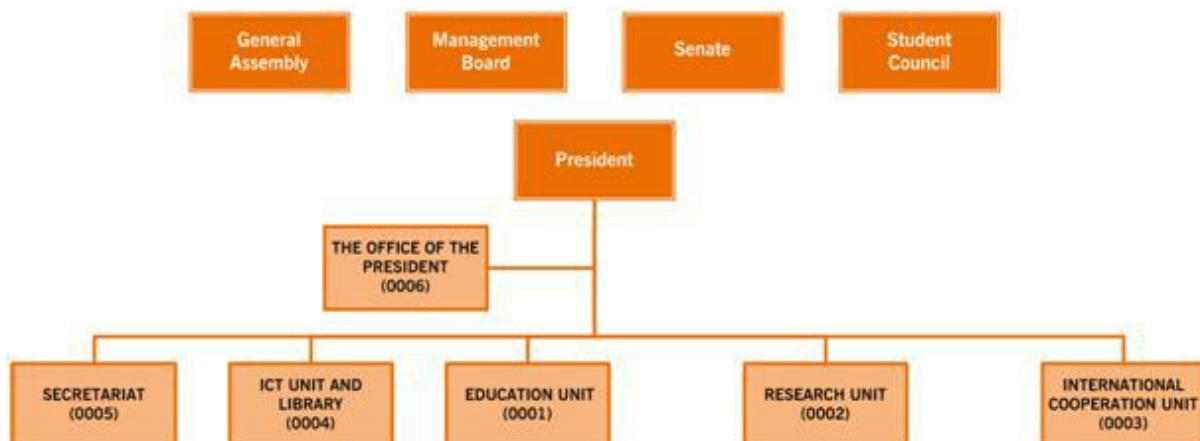 General
Assembly
Management
Board
Senate
Student
Council
President
THE OFFICE OF THE
PRESIDENT
(0006)
SECRETARIAT
(0005)
ICT UNIT AND
LIBRARY
(0004)
EDUCATION UNIT
(0001)
RESEARCH UNIT
(0002)
INTERNATIONAL
COOPERATION UNIT
(0003)